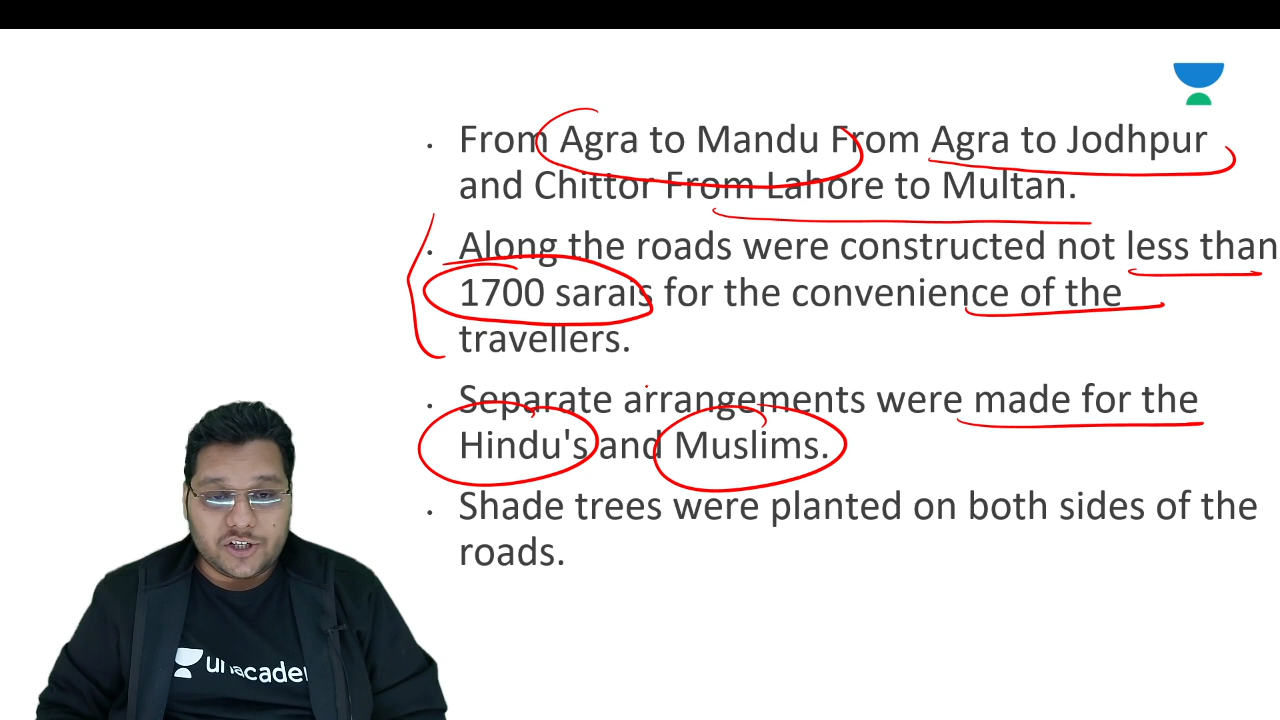 • From Agra to Mandu From Agra to Jodhpur
and Chittor From Lahore to Multan.
• Along the roads were constructed not less than
1700 sarais for the convenience of the
travellers.
• Separate arrangements were made for the
Hindu's and Muslims.
• Shade trees were planted on both sides of the
roads.
unacade